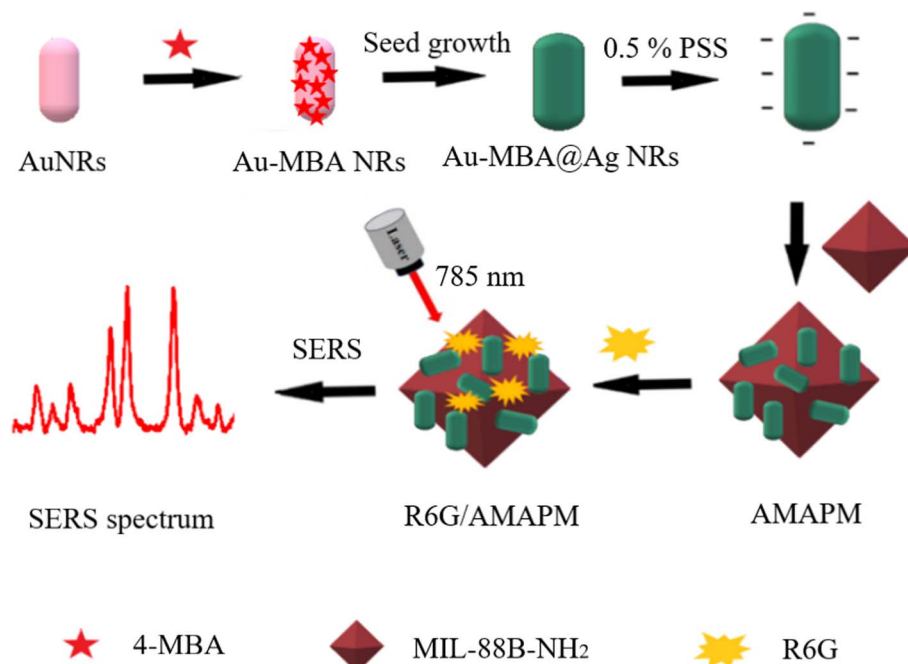 Seed growth
0.5 % PSS
AuNRs
Au-MBA NRs
Au-MBA@Ag NRs
Laser
785 nm
SERS
SERS spectrum
R6G/AMAPM
AMAPM
4-MBA
MIL-88B-NH₂
R6G